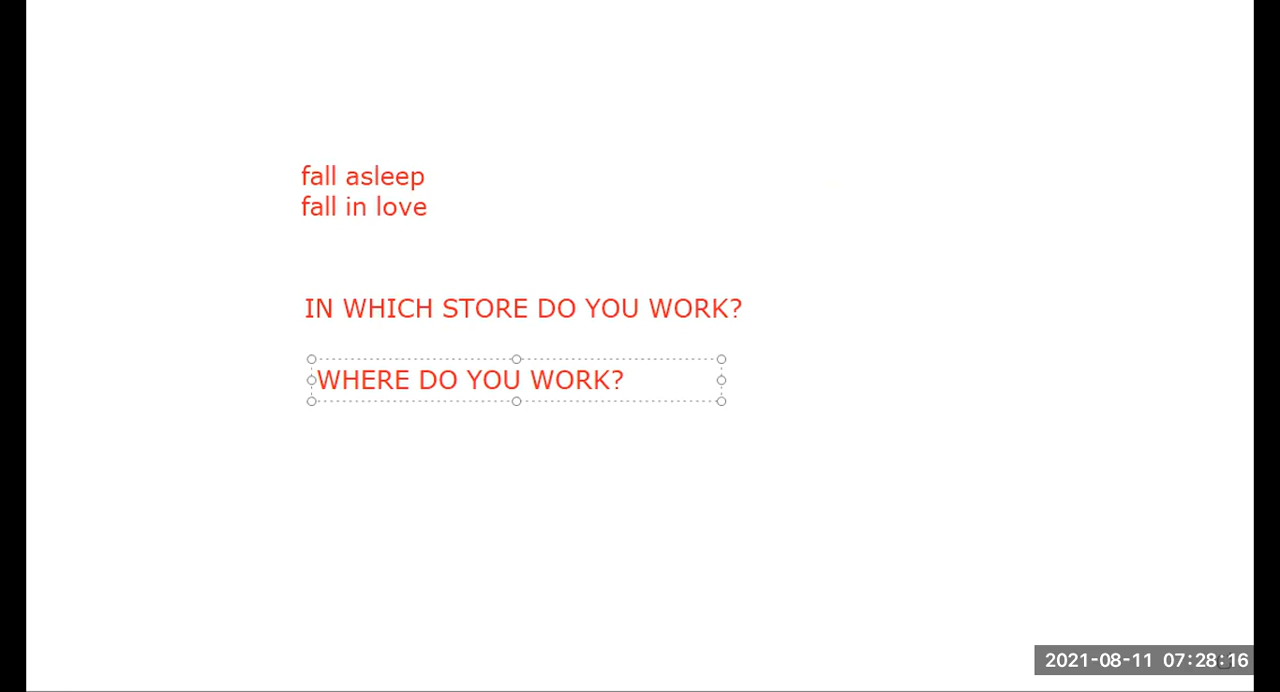 fall asleep
fall in love
IN WHICH STORE DO YOU WORK?
WHERE DO YOU WORK?
2021-08-11 07:28:16